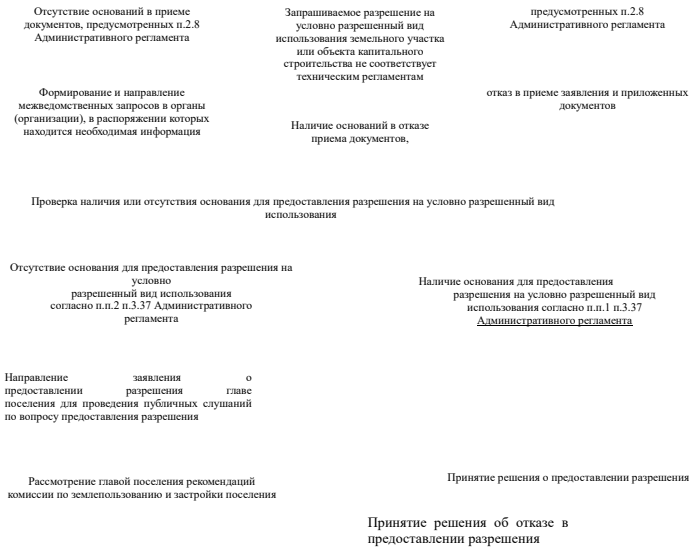 Отсутствие оснований в приеме
документов, предусмотренных п.2.8
Административного регламента
Запрашиваемое разрешение на
условно разрешенный вид
использования земельного участка
или объекта капитального
строительства не соответствует
техническим регламентам
предусмотренных п.2.8
Административного регламента
Формирование и направление
межведомственных запросов в органы
(организации), в распоряжении которых
находится необходимая информация
Наличие оснований в отказе
приема документов,
отказ в приеме заявления и приложенных
документов
Проверка наличия или отсутствия основания для предоставления разрешения на условно разрешенный вид
использования
Отсутствие основания для предоставления разрешения на
условно
разрешенный вид использования
согласно п.п.2 п.3.37 Административного
регламента
Наличие основания для предоставления
разрешения на условно разрешенный вид
использования согласно п.п.1 п.3.37
Административного регламента
Направление заявления о
предоставлении разрешения главе
поселения для проведения публичных слушаний
по вопросу предоставления разрешения
Рассмотрение главой поселения рекомендаций
комиссии по землепользованию и застройки поселения
Принятие решения о предоставлении разрешения
Принятие решения об отказе в
предоставлении разрешения